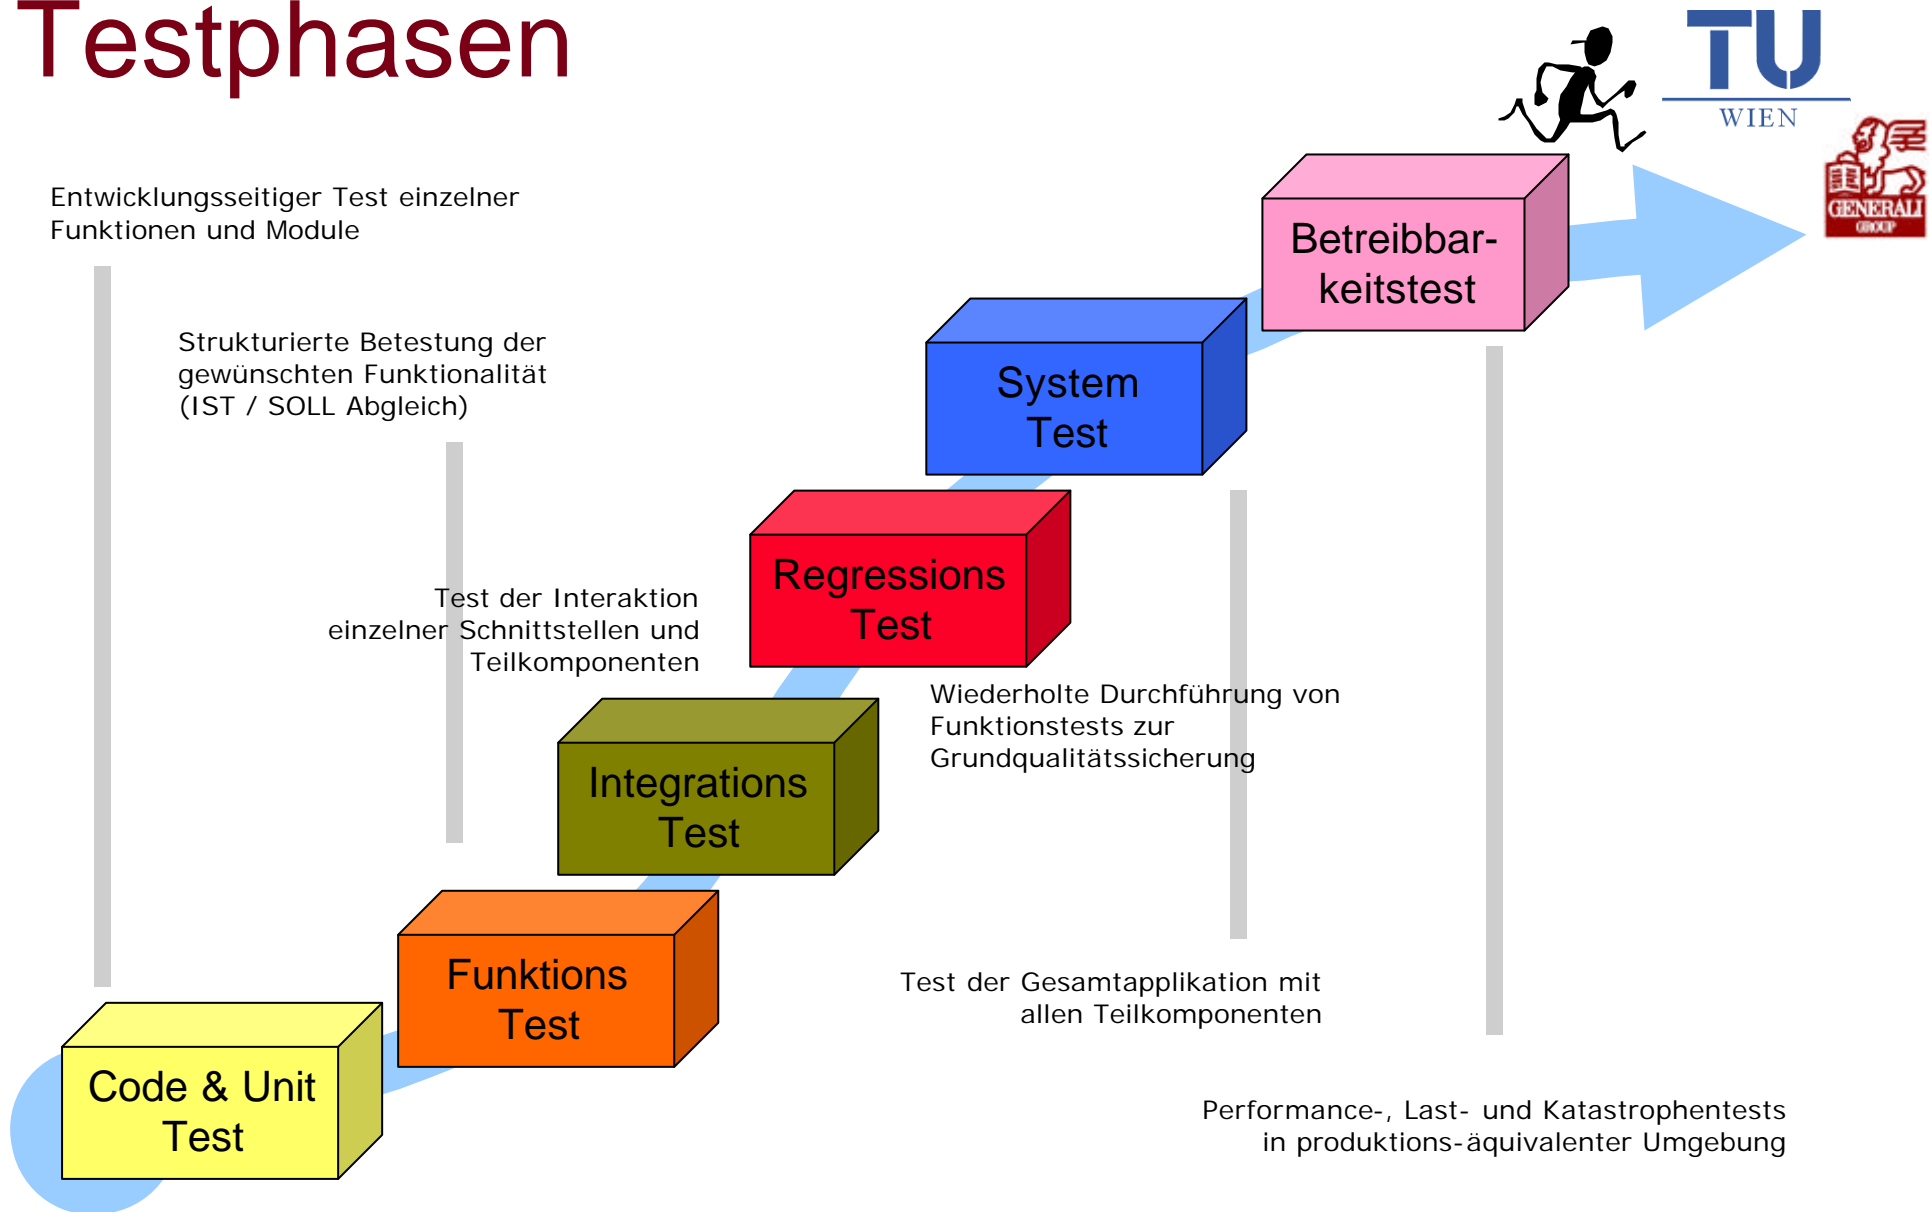 Testphasen
TU
WIEN
GENERALI
GROUP
Entwicklungsseitiger Test einzelner
Funktionen und Module
Strukturierte Betestung der
gewünschten Funktionalität
(IST / SOLL Abgleich)
Test der Interaktion
einzelner Schnittstellen und
Teilkomponenten
Betreibbar-
keitstest
System
Test
Regressions
Test
Wiederholte Durchführung von
Funktionstests zur
Grundqualitätssicherung
Integrations
Test
Funktions
Test
Test der Gesamtapplikation mit
allen Teilkomponenten
Code & Unit
Test
Performance-, Last- und Katastrophentests
in produktions-äquivalenter Umgebung